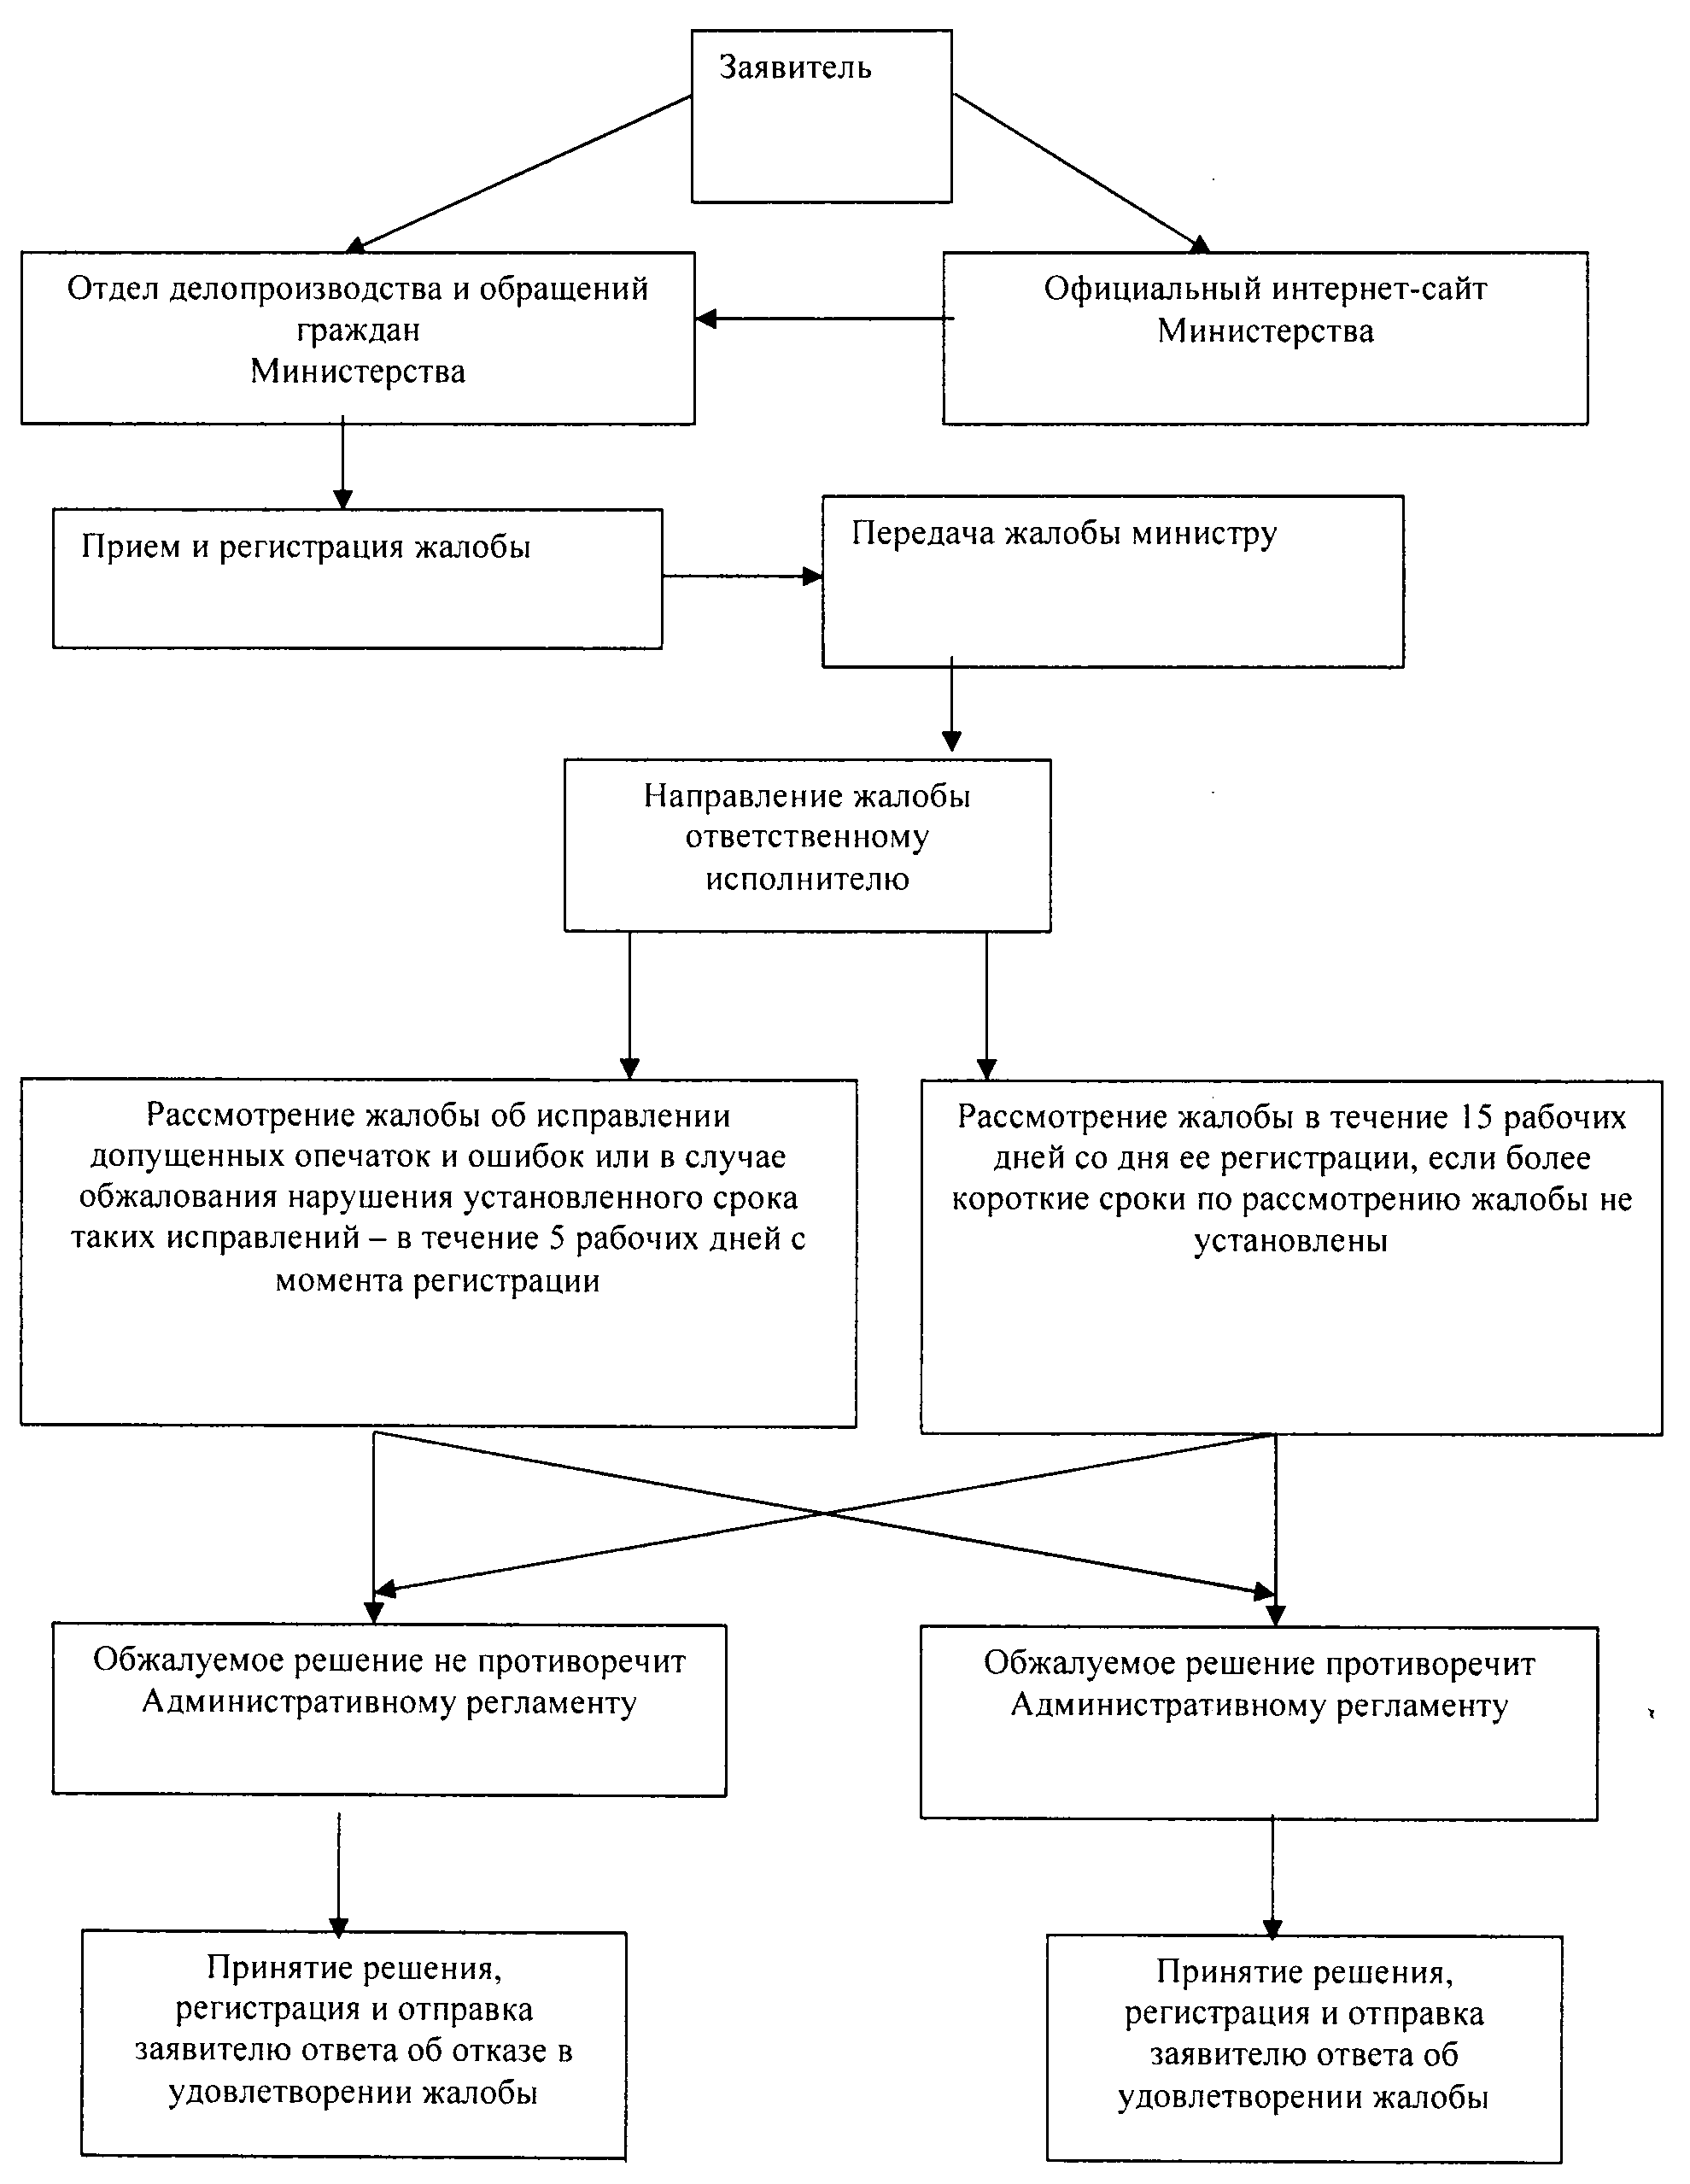 Заявитель
Отдел делопроизводства и обращений
граждан
Министерства
Официальный интернет-сайт
Министерства
Прием и регистрация жалобы
Передача жалобы министру
Направление жалобы
ответственному
исполнителю
Рассмотрение жалобы об исправлении
допущенных опечаток и ошибок или в случае
обжалования нарушения установленного срока
таких исправлений – в течение 5 рабочих дней с
момента регистрации
Рассмотрение жалобы в течение 15 рабочих
дней со дня ее регистрации, если более
короткие сроки по рассмотрению жалобы не
установлены
Обжалуемое решение не противоречит
Административному регламенту
Обжалуемое решение противоречит
Административному регламенту
Принятие решения,
регистрация и отправка
заявителю ответа об отказе в
удовлетворении жалобы
Принятие решения,
регистрация и отправка
заявителю ответа об
удовлетворении жалобы